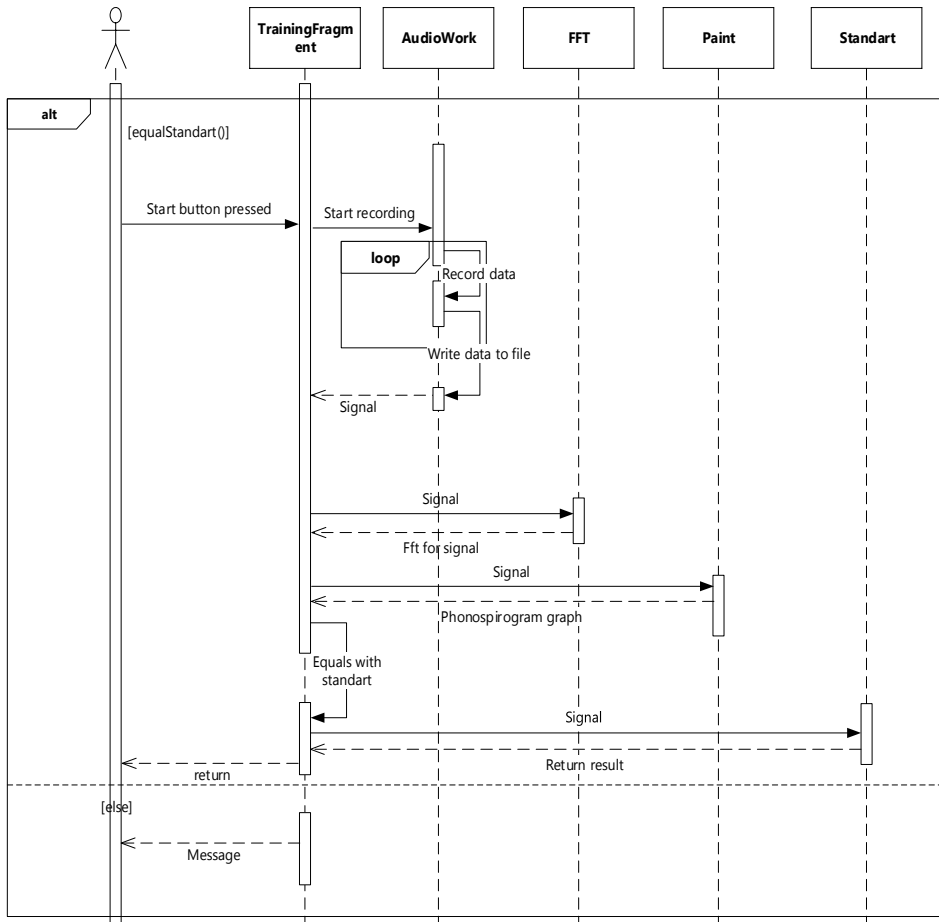 TrainingFragm
ent
AudioWork
FFT
Paint
Standart
alt
[equalStandart()]
Start button pressed
Start recording
loop
Record data
Write data to file
Signal
Signal
Fft for signal
Signal
Phonospirogram graph
Equals with
standart
Signal
Return result
return
[else]
Message